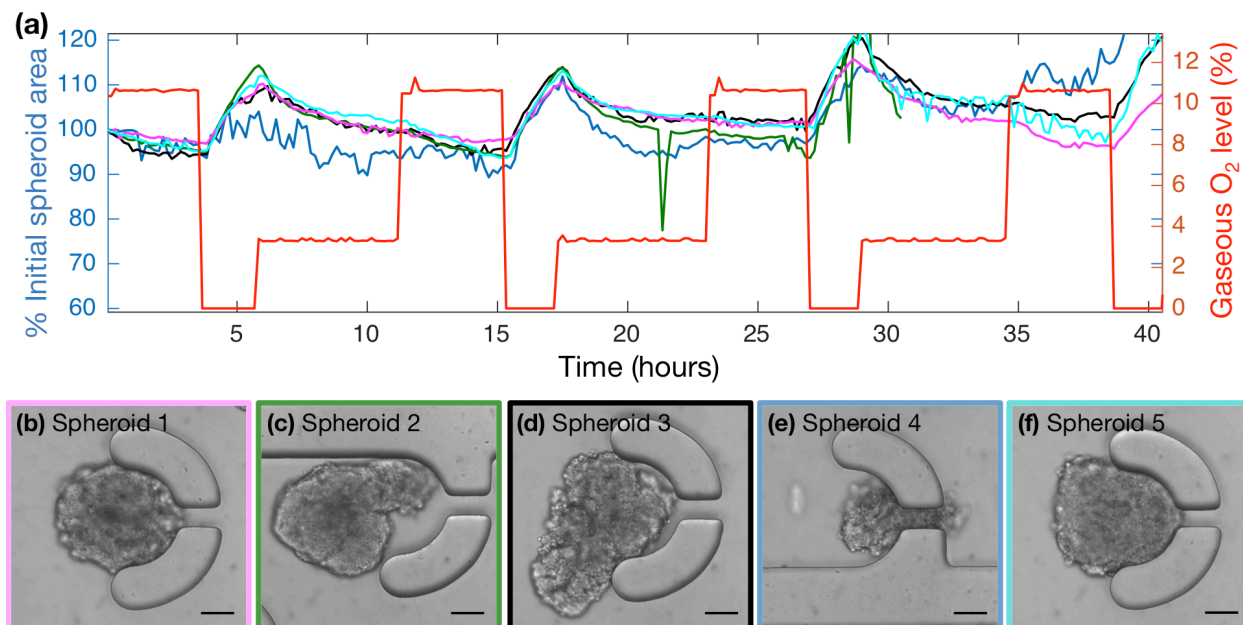 (a)
% Initial spheroid area
120
110
100
90
80
70
60
Gaseous O₂ level (%)
12
10
8
6
4
2
0
5
10
15
20
25
30
35
40
Time (hours)
(b) Spheroid 1
(c) Spheroid 2
(d) Spheroid 3
(e) Spheroid 4
(f) Spheroid 5